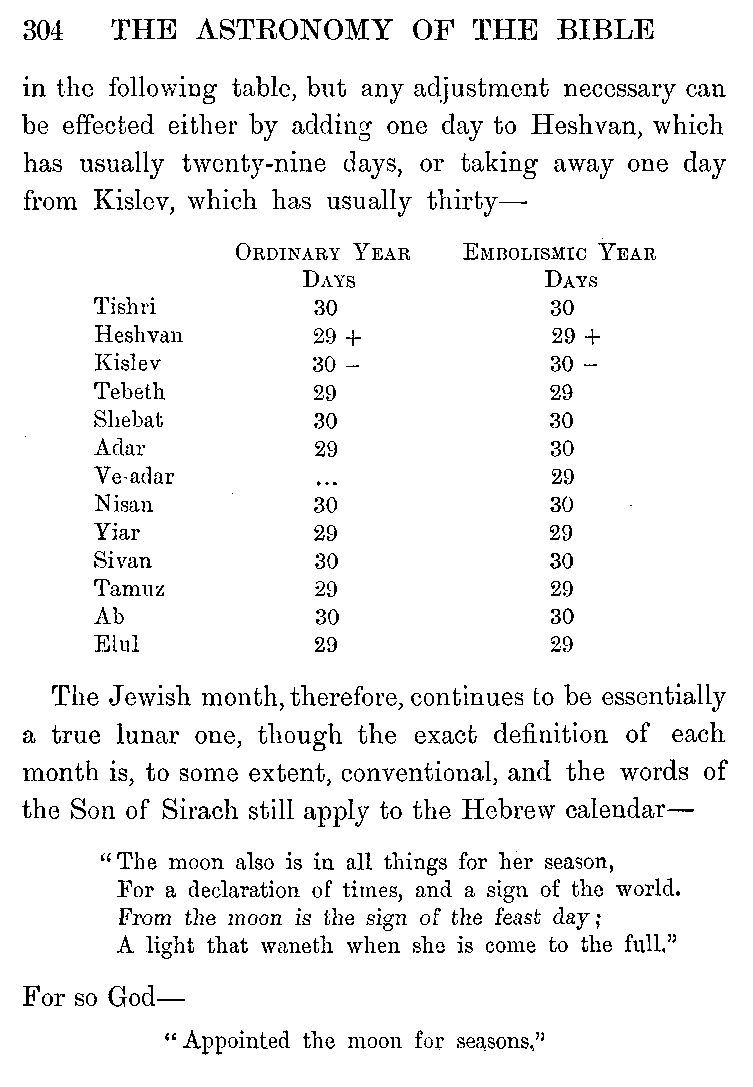 304 THE ASTRONOMY OF THE BIBLE
in the following table, but any adjustment necessary can
be effected either by adding one day to Heshvan, which
has usually twenty-nine days, or taking away one day
from Kislev, which has usually thirty—
ORDINARY YEAR EMBOLISMIC YEAR
DAYS DAYS
Tishri 30 30
Heshvan 29 + 29 +
Kislev 30 – 30 –
Tebeth 29 29
Shebat 30 30
Adar 29 30
Ve-adar ... 29
Nisan 30 30
Yiar 29 29
Sivan 30 30
Tamuz 29 29
Ab 30 30
Elul 29 29
The Jewish month, therefore, continues to be essentially
a true lunar one, though the exact definition of each
month is, to some extent, conventional, and the words of
the Son of Sirach still apply to the Hebrew calendar—
“The moon also is in all things for her season,
For a declaration of times, and a sign of the world.
From the moon is the sign of the feast day;
A light that waneth when she is come to the full.”
For so God—
“Appointed the moon for seasons.”